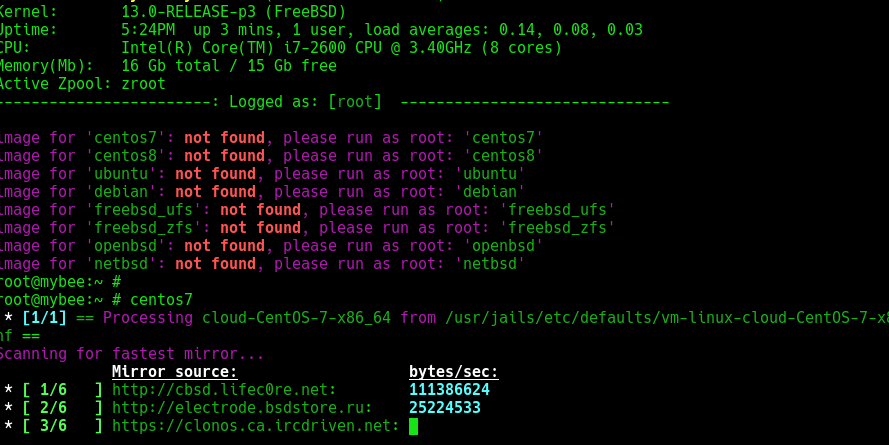 Kernel: 13.0-RELEASE-p3 (FreeBSD)
Uptime: 5:24PM up 3 mins, 1 user, load averages: 0.14, 0.08, 0.03
CPU: Intel(R) Core(TM) i7-2600 CPU @ 3.40GHz (8 cores)
Memory(Mb): 16 Gb total / 15 Gb free
Active Zpool: zroot
------------------------: Logged as: [root] ------------------------------
image for 'centos7': not found, please run as root: 'centos7'
image for 'centos8': not found, please run as root: 'centos8'
image for 'ubuntu': not found, please run as root: 'ubuntu'
image for 'debian': not found, please run as root: 'debian'
image for 'freebsd_ufs': not found, please run as root: 'freebsd_ufs'
image for 'freebsd_zfs': not found, please run as root: 'freebsd_zfs'
image for 'openbsd': not found, please run as root: 'openbsd'
image for 'netbsd': not found, please run as root: 'netbsd'
root@mybee:~ #
root@mybee:~ # centos7
* [1/1] == Processing cloud-CentOS-7-x86_64 from /usr/jails/etc/defaults/vm-linux-cloud-CentOS-7-x8
nf ==
Scanning for fastest mirror...
Mirror source: bytes/sec:
* [ 1/6 ] http://cbsd.lifec0re.net: 111386624
* [ 2/6 ] http://electrode.bsdstore.ru: 25224533
* [ 3/6 ] https://clonos.ca.ircdriven.net: